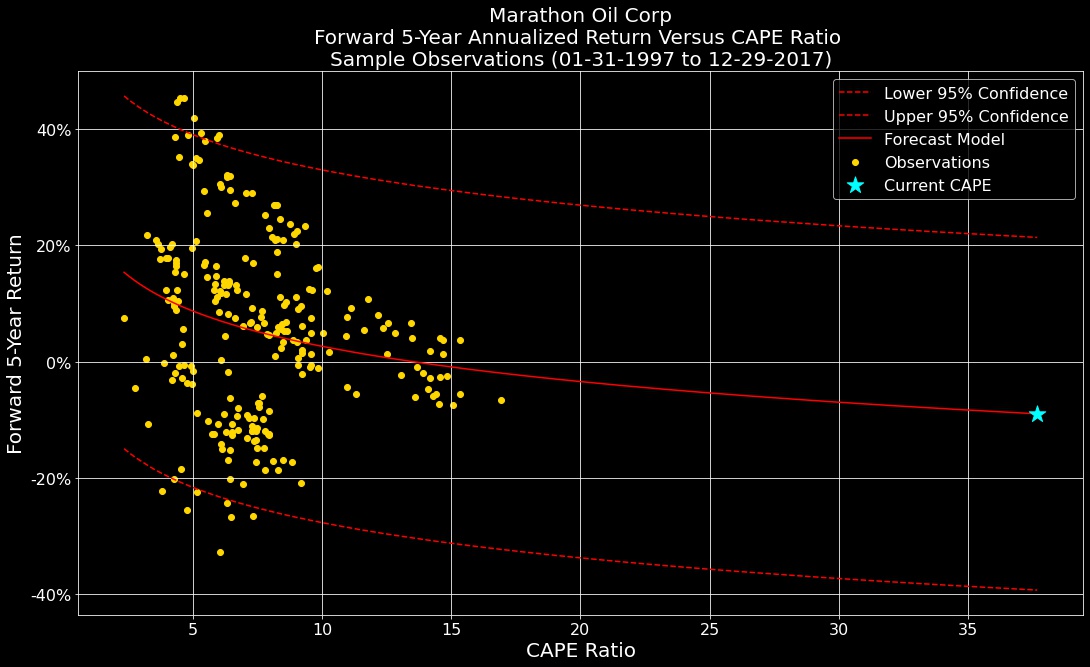 Marathon Oil Corp
Forward 5-Year Annualized Return Versus CAPE Ratio
Sample Observations (01-31-1997 to 12-29-2017)
Lower 95% Confidence
Upper 95% Confidence
Forecast Model
Observations
Current CAPE
Forward 5-Year Return
40%
20%
0%
-20%
-40%
5
10
15
20
25
30
35
CAPE Ratio